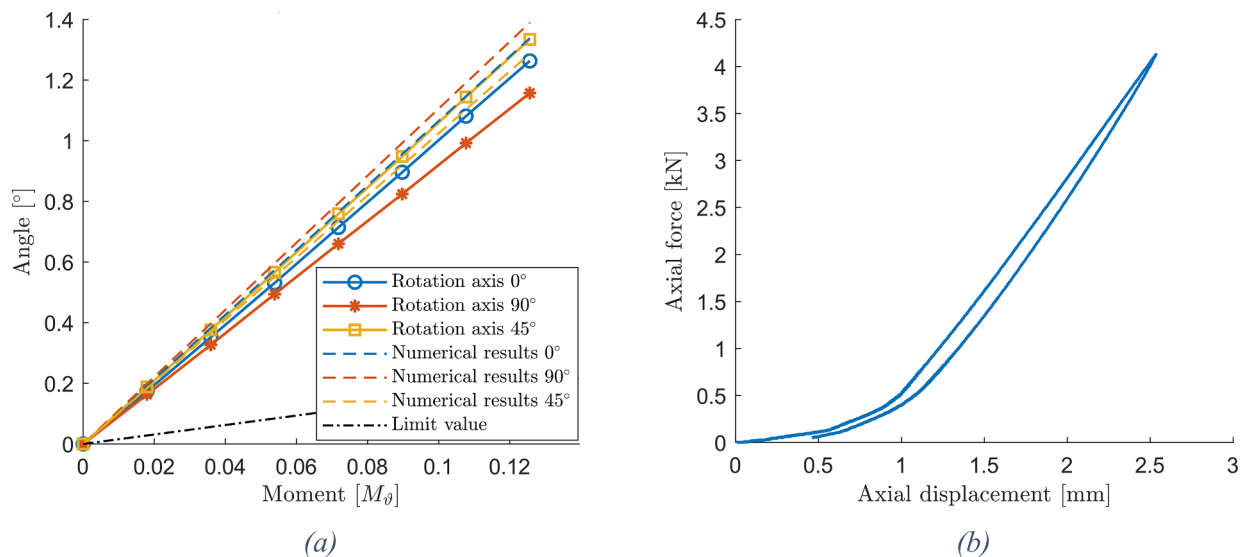 1.4
1.2
1
0.8
0.6
0.4
0.2
0
Angle [°]
Rotation axis 0°
Rotation axis 90°
Rotation axis 45°
Numerical results 0°
Numerical results 90°
Numerical results 45°
Limit value
0 0.02 0.04 0.06 0.08 0.1 0.12
Moment [M_ϑ]
(a)
4.5
4
3.5
3
2.5
2
1.5
1
0.5
0
Axial force [kN]
0 0.5 1 1.5 2 2.5 3
Axial displacement [mm]
(b)